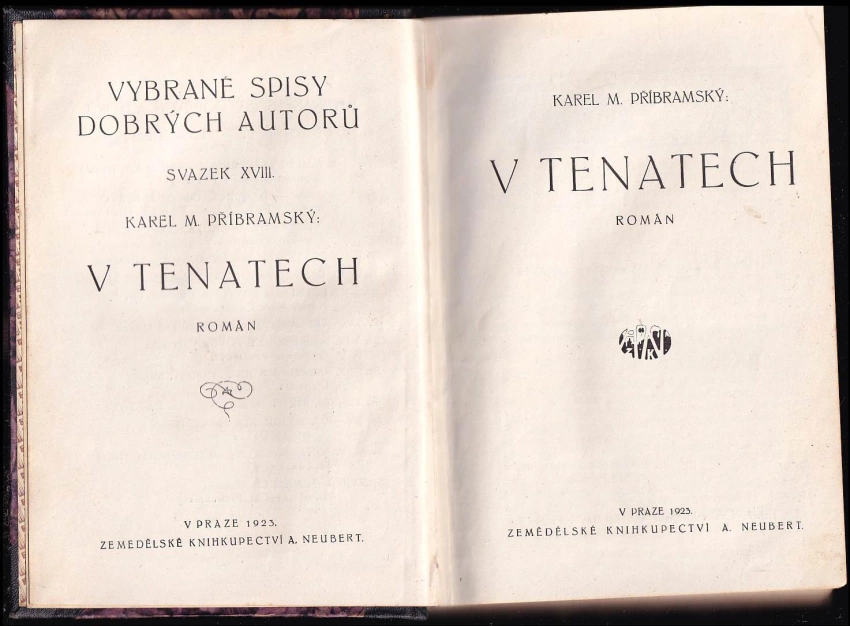 VYBRANÉ SPISY
DOBRÝCH AUTORŮ
SVAZEK XVIII.
KAREL M. PŘÍBRAMSKÝ:
V TENATECH
ROMÁN
V PRAZE 1923.
ZEMĚDĚLSKÉ KNIHKUPECTVÍ A. NEUBERT.
KAREL M. PŘÍBRAMSKÝ:
V TENATECH
ROMÁN
V PRAZE 1923.
ZEMĚDĚLSKÉ KNIHKUPECTVÍ A. NEUBERT.